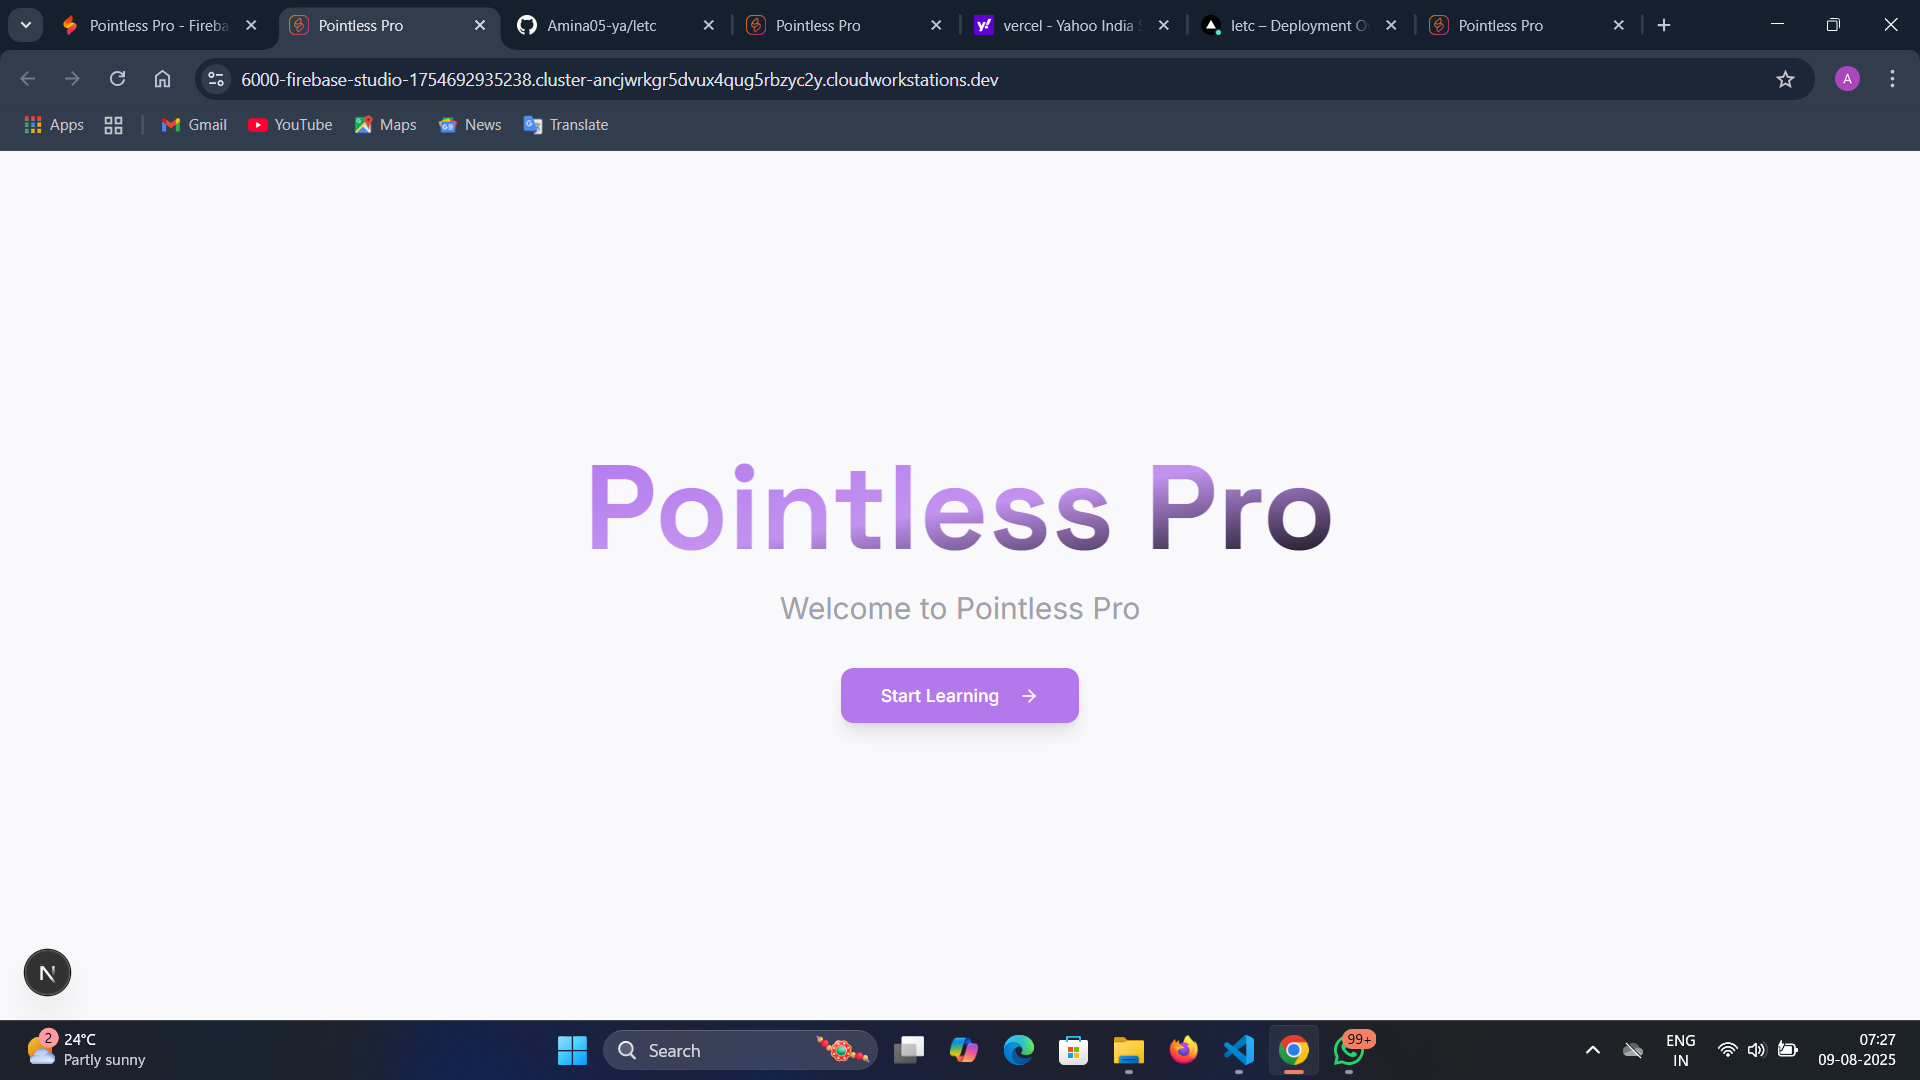 Pointless Pro - Fireba
Pointless Pro
Amina05-ya/letc
Pointless Pro
vercel - Yahoo India S
letc – Deployment O
Pointless Pro
6000-firebase-studio-1754692935238.cluster-ancjwrkgr5dvux4qug5rbzyc2y.cloudworkstations.dev
A
Apps
Gmail
YouTube
Maps
News
Translate
Pointless Pro
Welcome to Pointless Pro
Start Learning
N
2
24°C
Partly sunny
Search
99+
ENG
IN
07:27
09-08-2025